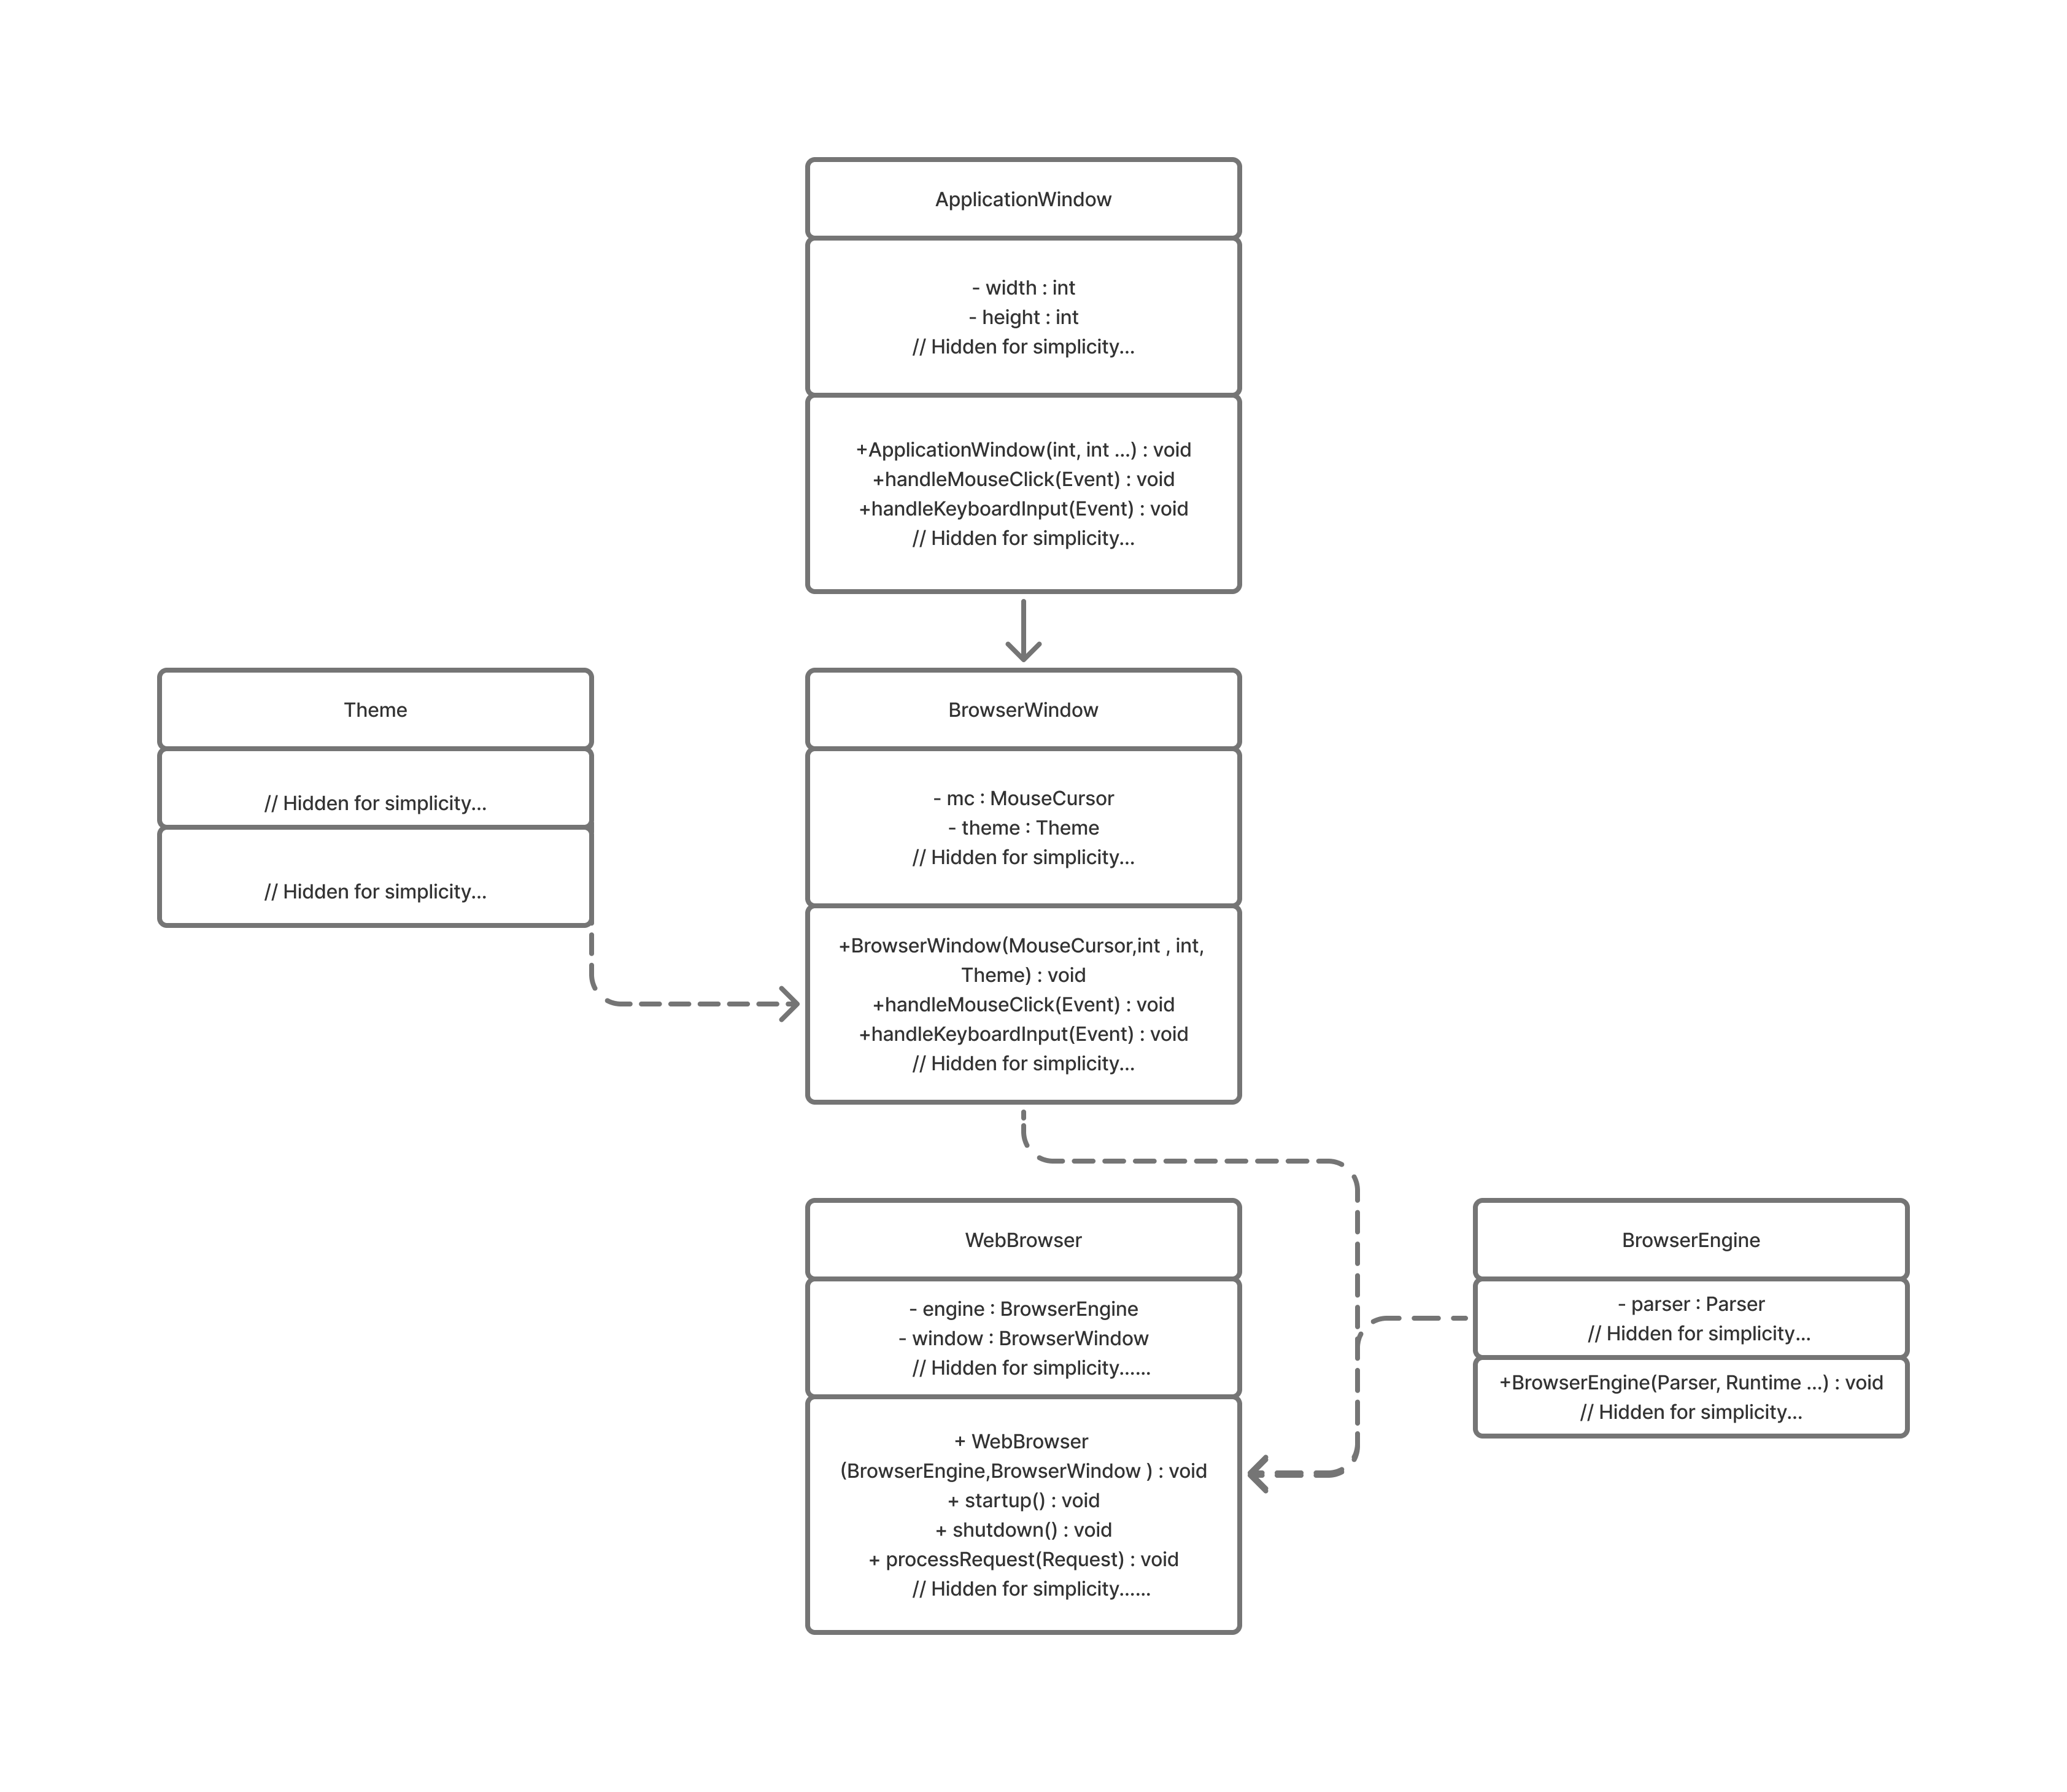 ApplicationWindow
- width : int
- height : int
// Hidden for simplicity...
+ApplicationWindow(int, int ...) : void
+handleMouseClick(Event) : void
+handleKeyboardInput(Event) : void
// Hidden for simplicity...
Theme
// Hidden for simplicity...
// Hidden for simplicity...
BrowserWindow
- mc : MouseCursor
- theme : Theme
// Hidden for simplicity...
+BrowserWindow(MouseCursor,int , int,
Theme) : void
+handleMouseClick(Event) : void
+handleKeyboardInput(Event) : void
// Hidden for simplicity...
WebBrowser
- engine : BrowserEngine
- window : BrowserWindow
// Hidden for simplicity......
+ WebBrowser
(BrowserEngine,BrowserWindow ) : void
+ startup() : void
+ shutdown() : void
+ processRequest(Request) : void
// Hidden for simplicity......
BrowserEngine
- parser : Parser
// Hidden for simplicity...
+BrowserEngine(Parser, Runtime ...) : void
// Hidden for simplicity...